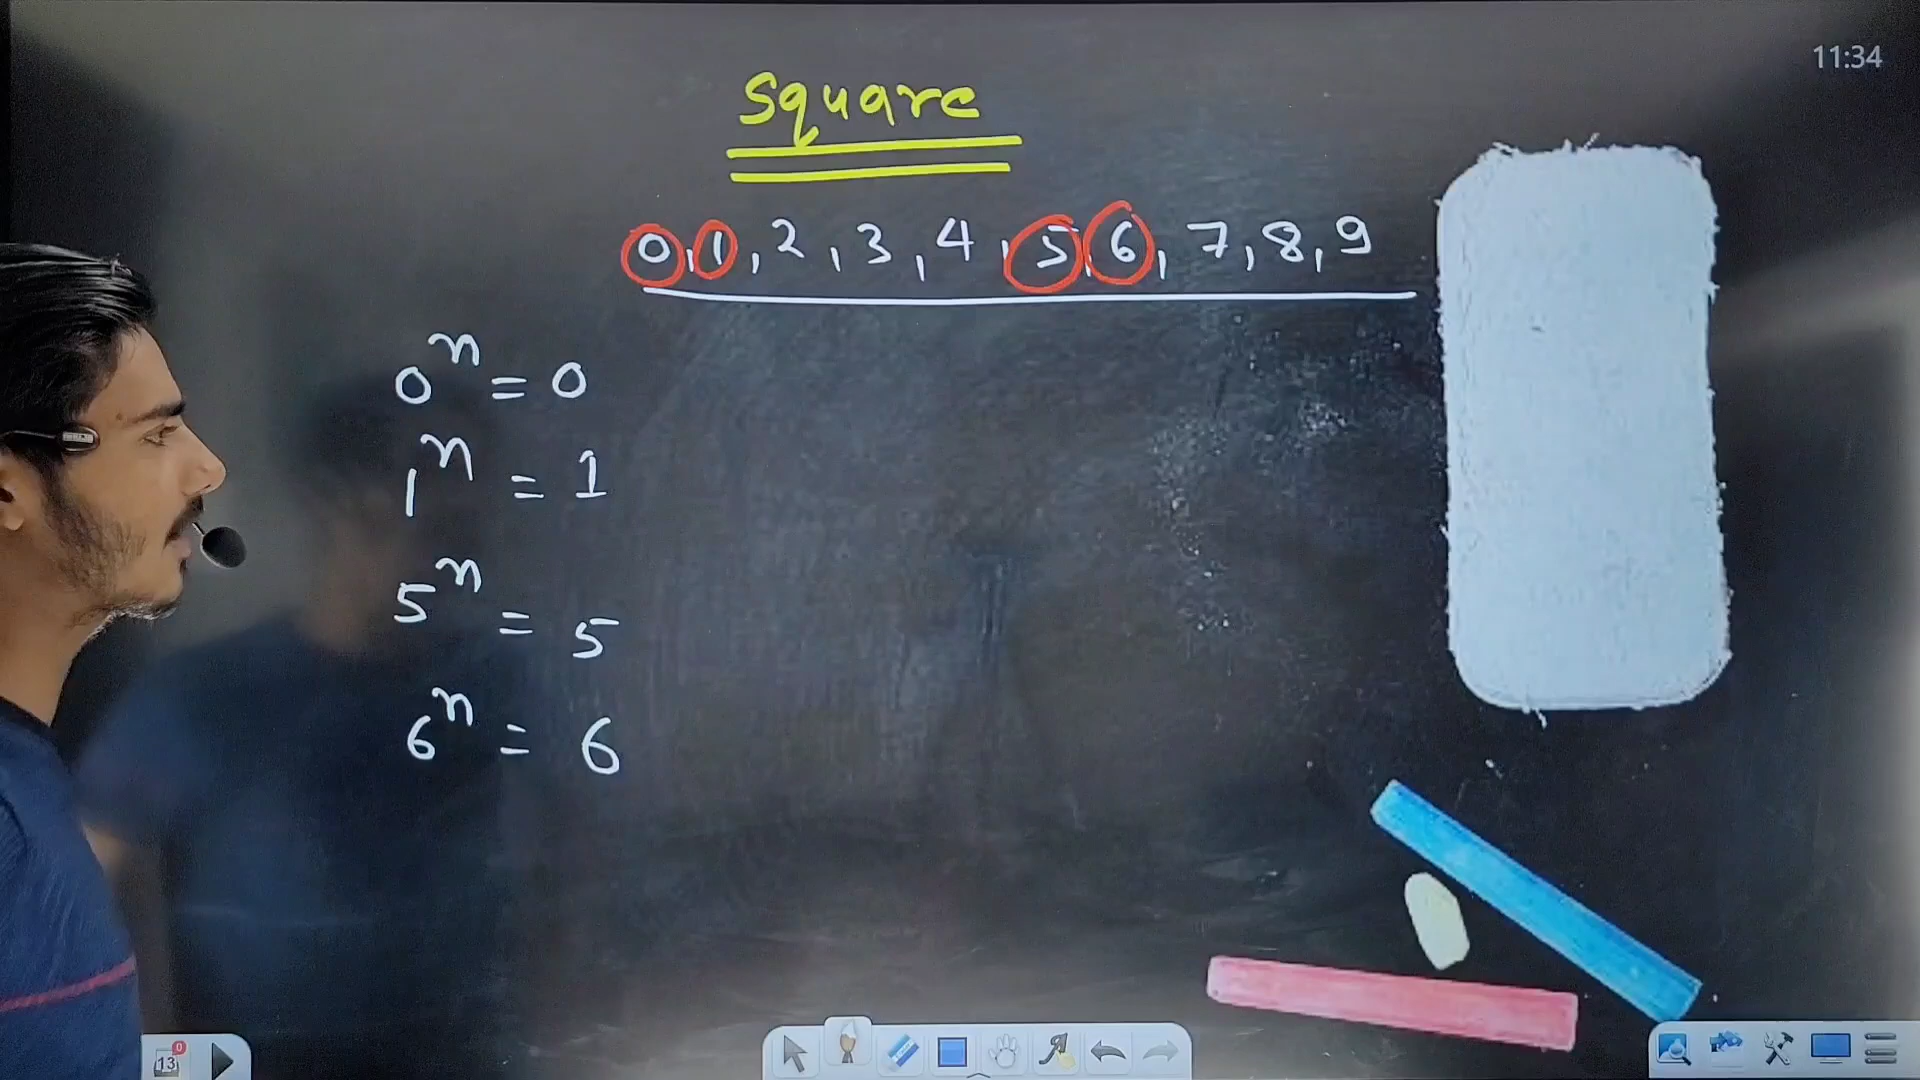 11:34
square
0, 1, 2, 3, 4, 5, 6, 7, 8, 9
0ⁿ = 0
1ⁿ = 1
5ⁿ = 5
6ⁿ = 6
13
0